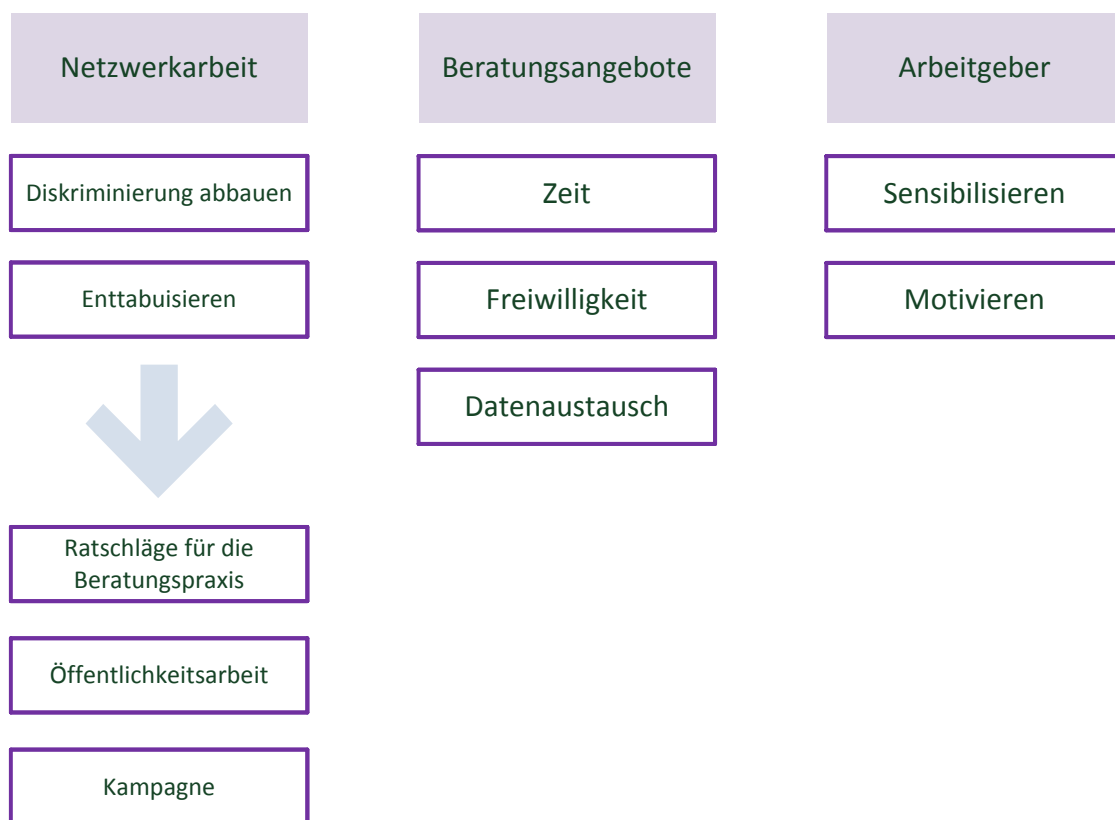 Netzwerkarbeit
Diskriminierung abbauen
Enttabuisieren
Ratschläge für die
Beratungspraxis
Öffentlichkeitsarbeit
Kampagne
Beratungsangebote
Zeit
Freiwilligkeit
Datenaustausch
Arbeitgeber
Sensibilisieren
Motivieren